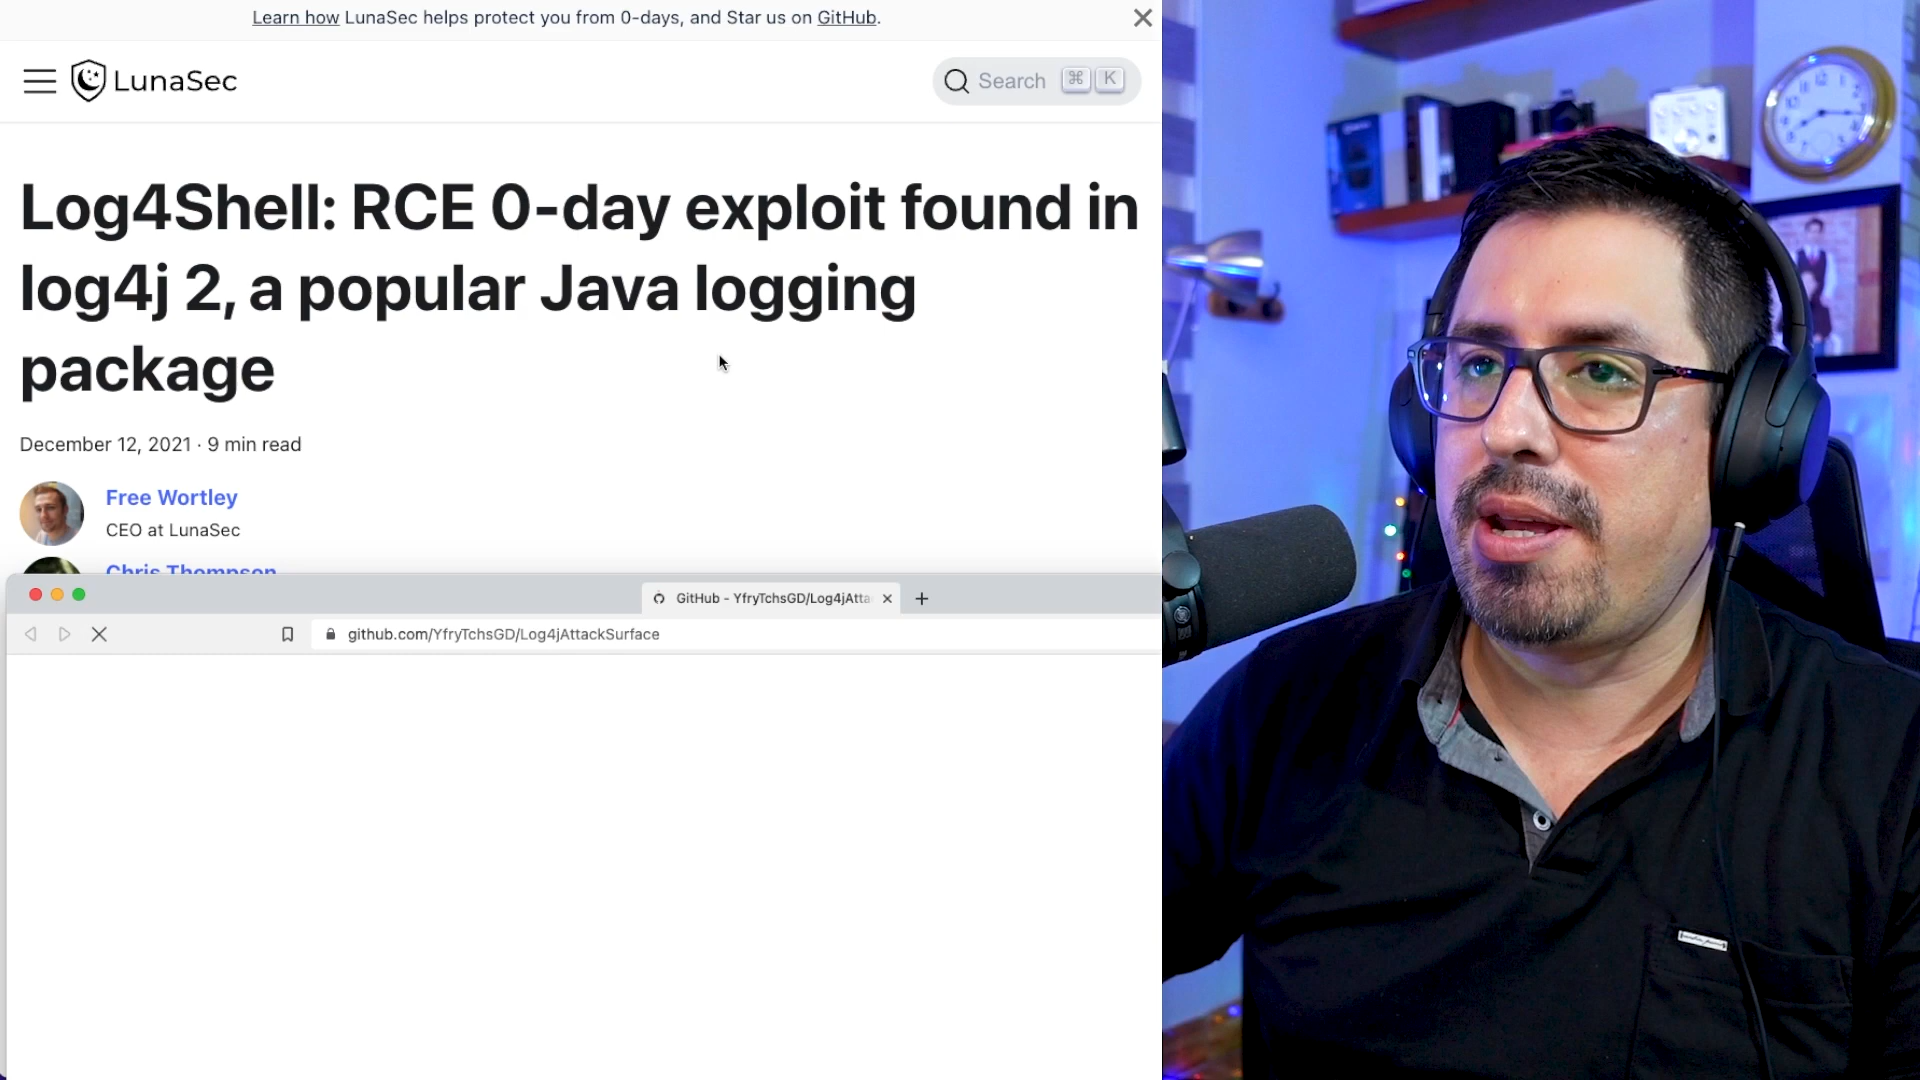 Learn how LunaSec helps protect you from 0-days, and Star us on GitHub.
LunaSec
Search ⌘ K
Log4Shell: RCE 0-day exploit found in
log4j 2, a popular Java logging
package
December 12, 2021 · 9 min read
Free Wortley
CEO at LunaSec
Chris Thompson
GitHub - YfryTchsGD/Log4jAtta
github.com/YfryTchsGD/Log4jAttackSurface